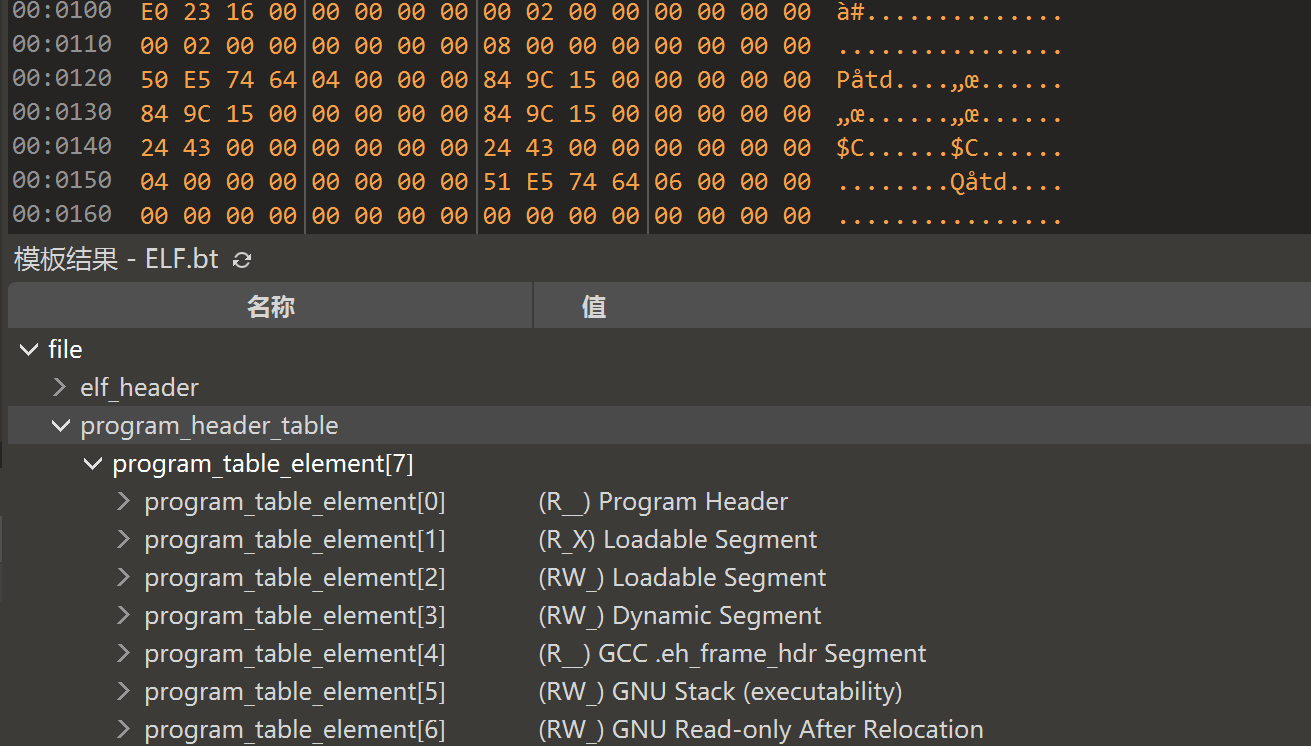 00:0100 E0 23 16 00 00 00 00 00 00 02 00 00 00 00 00 00 à#..............
00:0110 00 02 00 00 00 00 00 00 08 00 00 00 00 00 00 00 ................
00:0120 50 E5 74 64 04 00 00 00 84 9C 15 00 00 00 00 00 Påtd....„œ......
00:0130 84 9C 15 00 00 00 00 00 84 9C 15 00 00 00 00 00 „œ......„œ......
00:0140 24 43 00 00 00 00 00 00 24 43 00 00 00 00 00 00 $C......$C......
00:0150 04 00 00 00 00 00 00 00 51 E5 74 64 06 00 00 00 ........Qåtd....
00:0160 00 00 00 00 00 00 00 00 00 00 00 00 00 00 00 00 ................
模板结果 - ELF.bt
名称 值
file
elf_header
program_header_table
program_table_element[7]
program_table_element[0] (R__) Program Header
program_table_element[1] (R_X) Loadable Segment
program_table_element[2] (RW_) Loadable Segment
program_table_element[3] (RW_) Dynamic Segment
program_table_element[4] (R__) GCC .eh_frame_hdr Segment
program_table_element[5] (RW_) GNU Stack (executability)
program_table_element[6] (RW_) GNU Read-only After Relocation